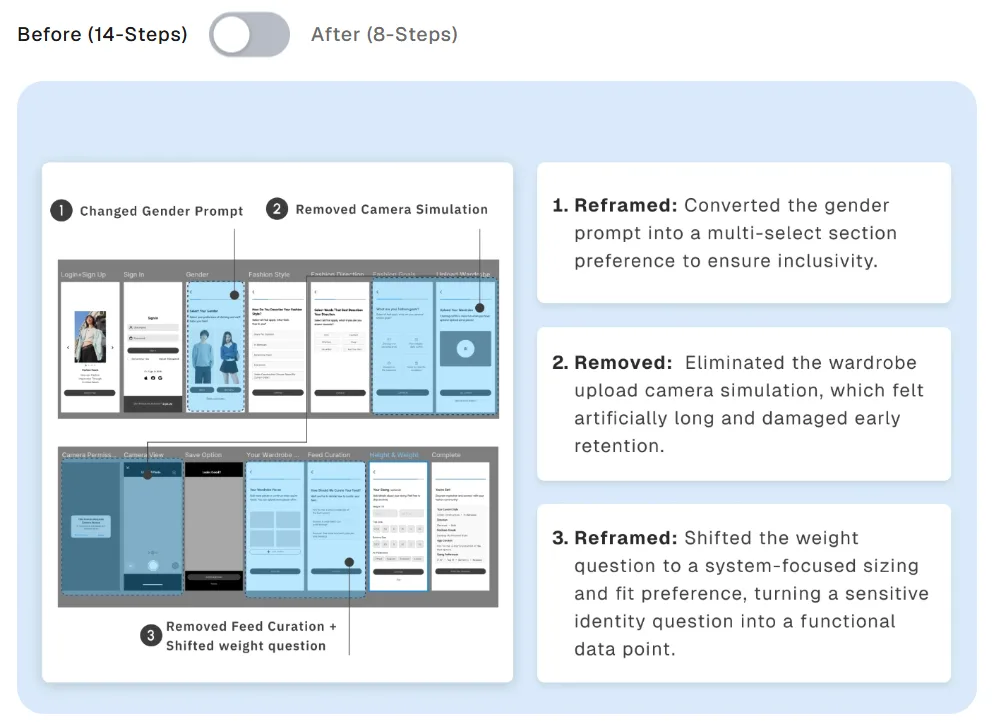 Before (14-Steps)
After (8-Steps)
1 Changed Gender Prompt
2 Removed Camera Simulation
Login+Sign Up
Sign In
Gender
Fashion Style
Fashion Direction
Fashion Goals
Upload Wardrobe
Camera Permiss...
Camera View
Save Option
Your Wardrobe ...
Feed Curation
Height & Weight
Complete
3 Removed Feed Curation +
Shifted weight question
1. Reframed: Converted the gender
prompt into a multi-select section
preference to ensure inclusivity.
2. Removed: Eliminated the wardrobe
upload camera simulation, which felt
artificially long and damaged early
retention.
3. Reframed: Shifted the weight
question to a system-focused sizing
and fit preference, turning a sensitive
identity question into a functional
data point.